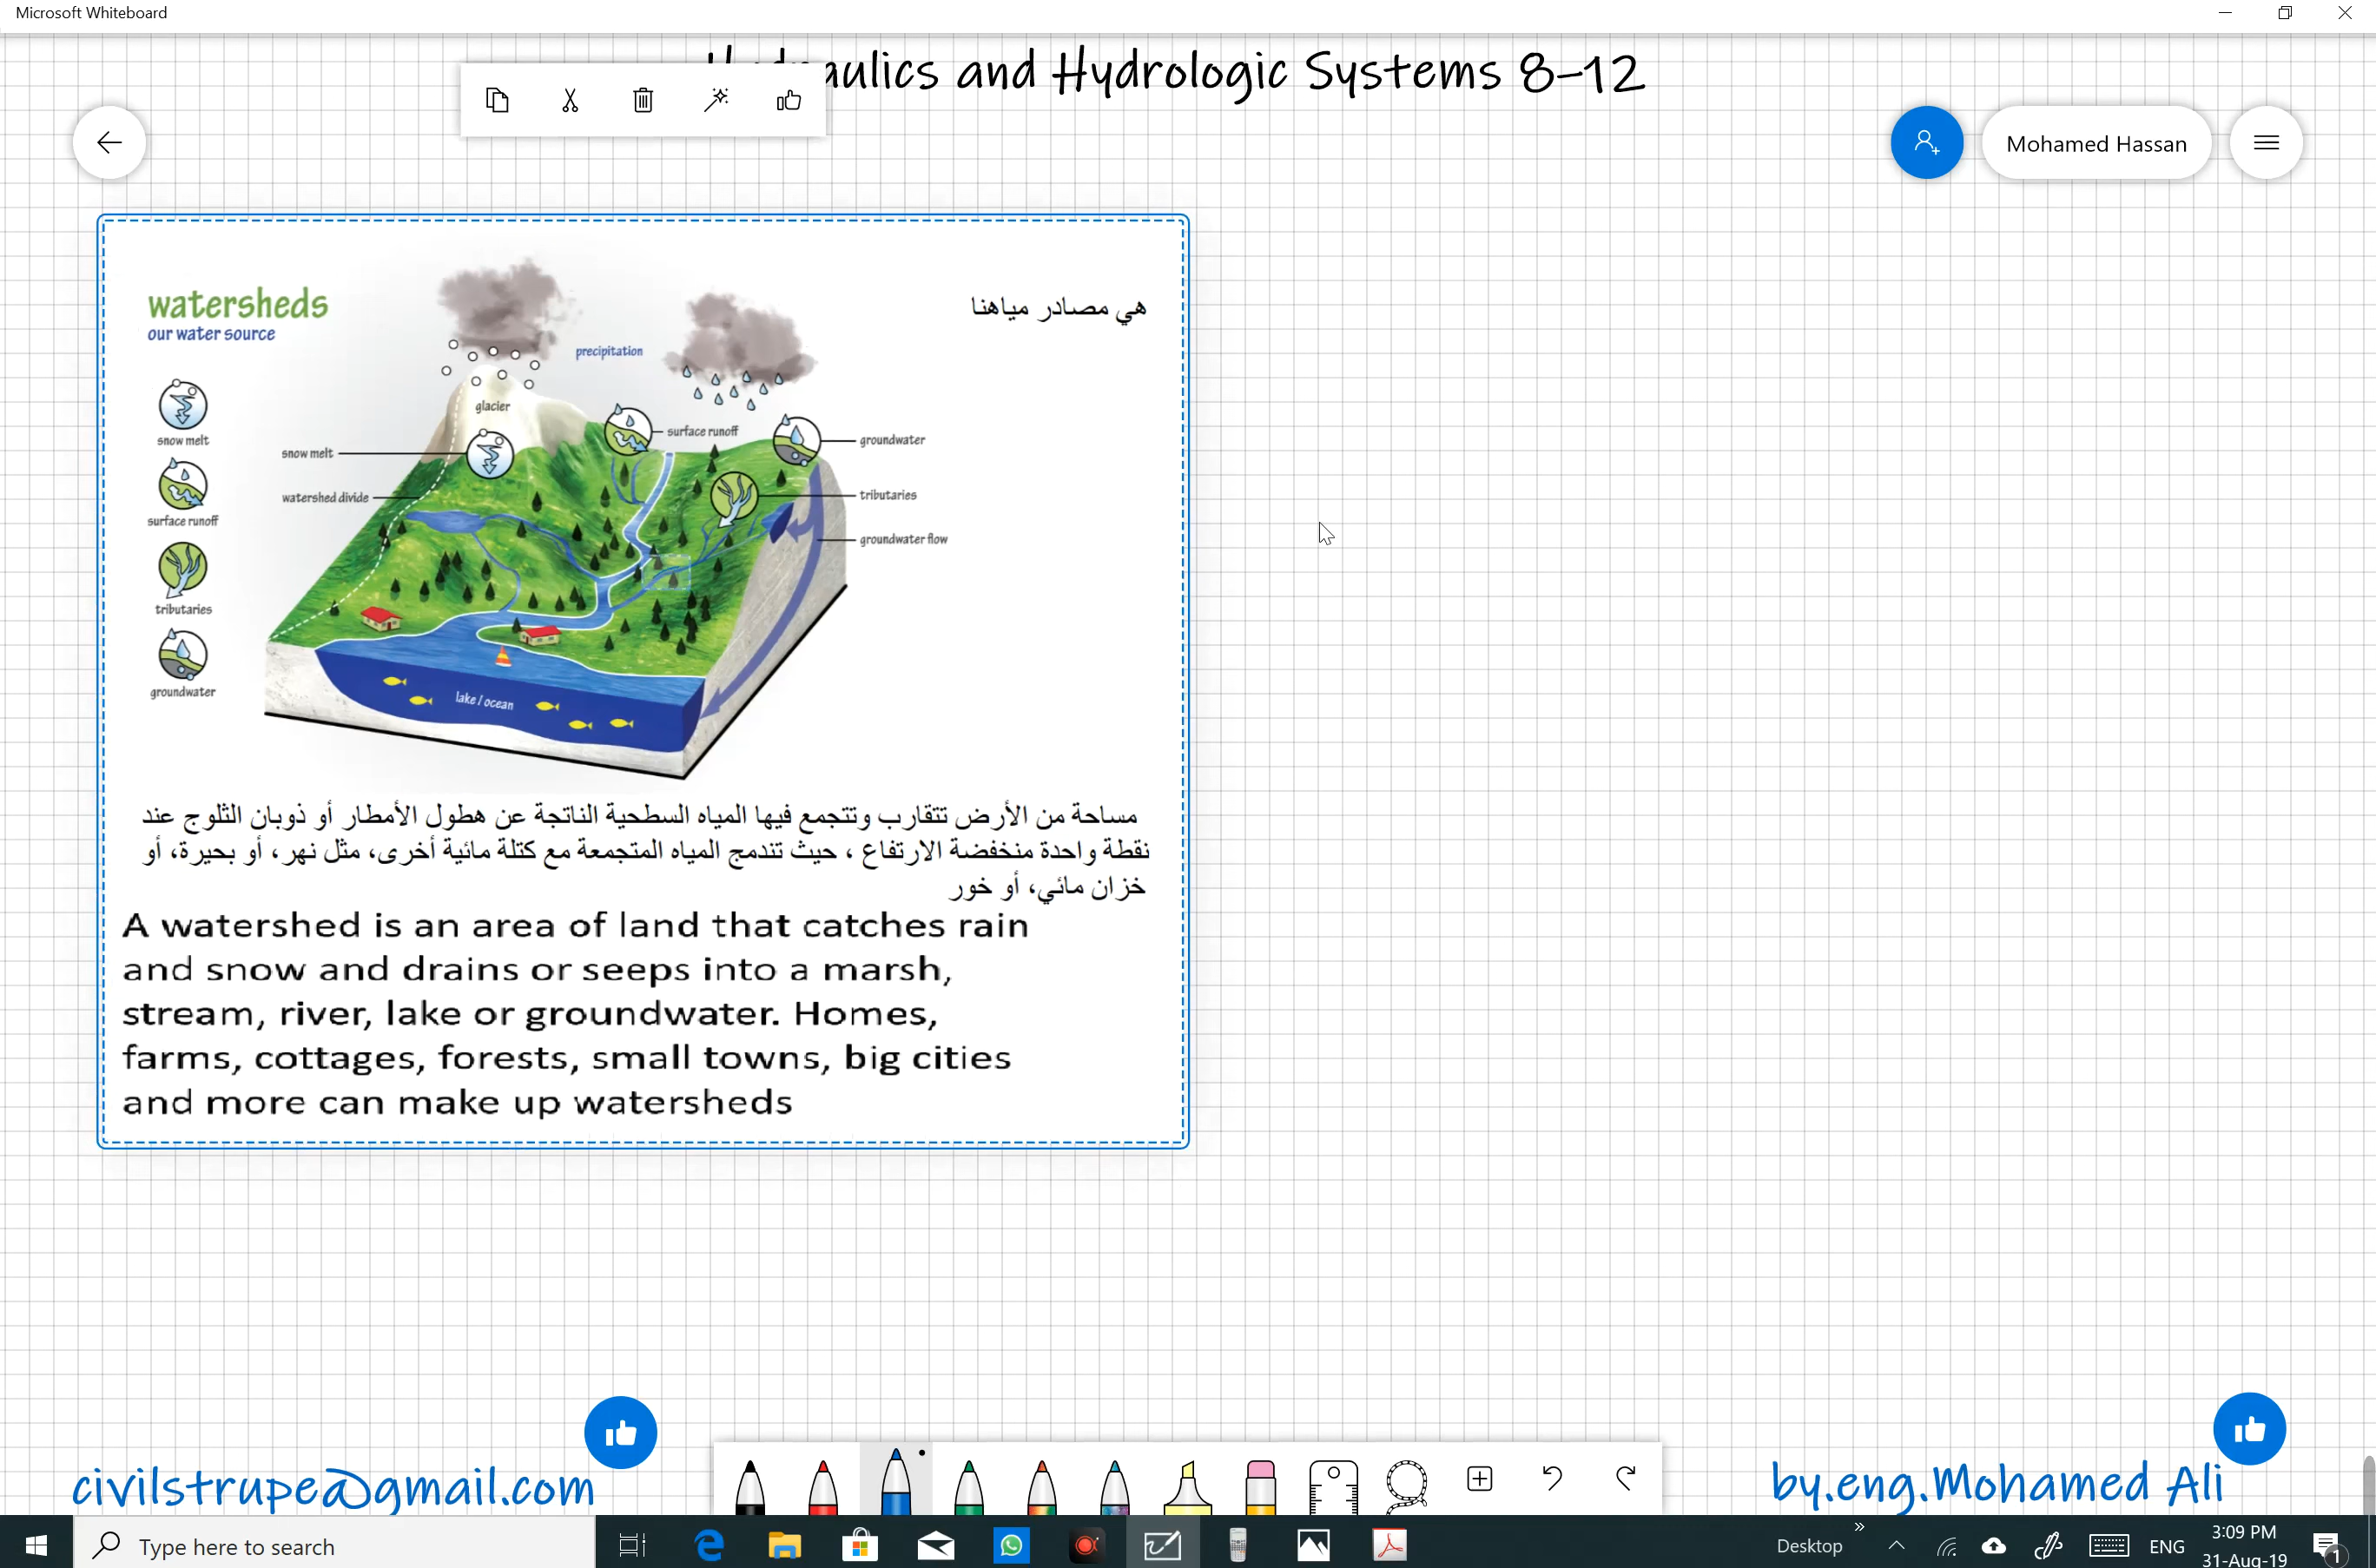 Microsoft Whiteboard
aulics and Hydrologic Systems 8-12
Mohamed Hassan
watersheds
our water source
هي مصادر مياهنا
precipitation
glacier
snow melt
surface runoff
groundwater
snow melt
watershed divide
tributaries
surface runoff
groundwater flow
tributaries
groundwater
lake / ocean
مساحة من الأرض تتقارب وتتجمع فيها المياه السطحية الناتجة عن هطول الأمطار أو ذوبان الثلوج عند
نقطة واحدة منخفضة الارتفاع ، حيث تندمج المياه المتجمعة مع كتلة مائية أخرى، مثل نهر، أو بحيرة، أو
خزان مائي، أو خور
A watershed is an area of land that catches rain
and snow and drains or seeps into a marsh,
stream, river, lake or groundwater. Homes,
farms, cottages, forests, small towns, big cities
and more can make up watersheds
civilstrupe@gmail.com
by.eng.Mohamed Ali
Type here to search
Desktop
ENG
3:09 PM
31-Aug-19
1